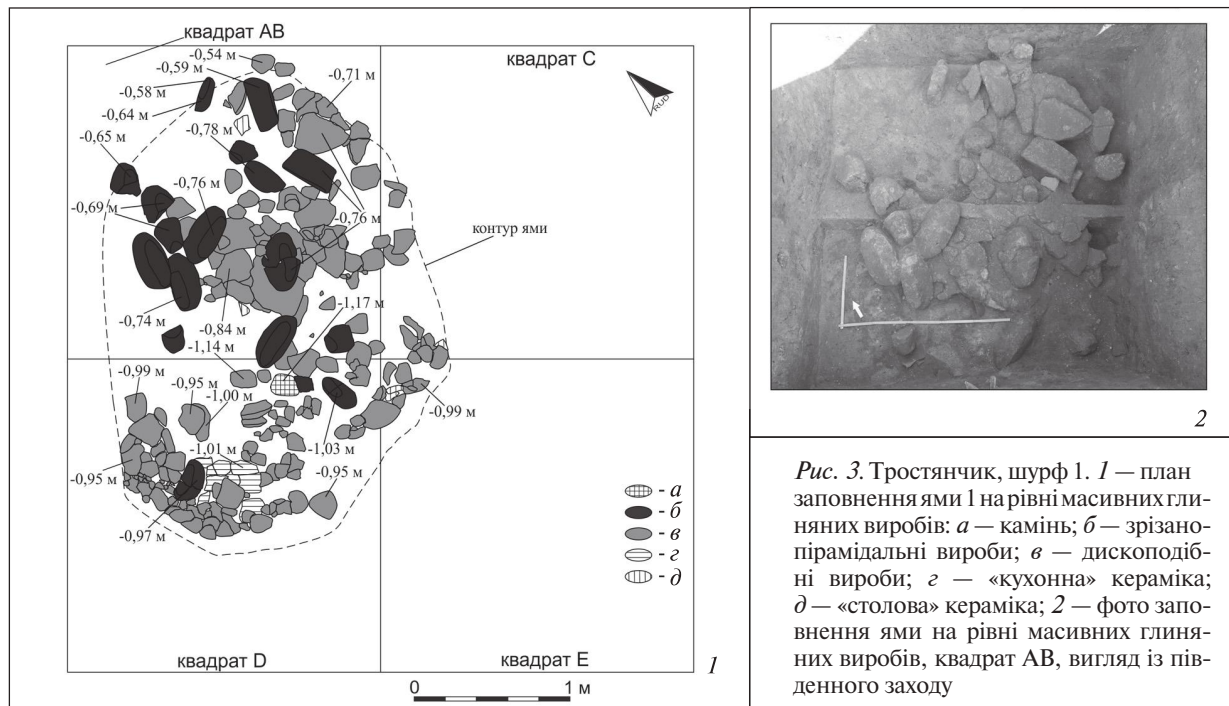 квадрат AB
квадрат C
-0,54 м
-0,59 м
-0,58 м
-0,71 м
-0,64 м
-0,78 м
-0,65 м
-0,76 м
-0,69 м
-0,76 м
контур ями
-1,17 м
-0,74 м
-0,84 м
-1,14 м
-0,99 м
-0,95 м
-1,00 м
-0,99 м
-1,01 м
-1,03 м
-0,95 м
-0,95 м
-0,97 м
- а
- б
- в
- г
- д
квадрат D
квадрат E
1
0 1 м
RUD
2
Рис. 3. Тростянчик, шурф 1. 1 — план
заповнення ями 1 на рівні масивних гли-
няних виробів: а — камінь; б — зрізано-
пірамідальні вироби; в — дископодіб-
ні вироби; г — «кухонна» кераміка;
д — «столова» кераміка; 2 — фото запо-
внення ями на рівні масивних глиня-
них виробів, квадрат АВ, вигляд із пів-
денного заходу